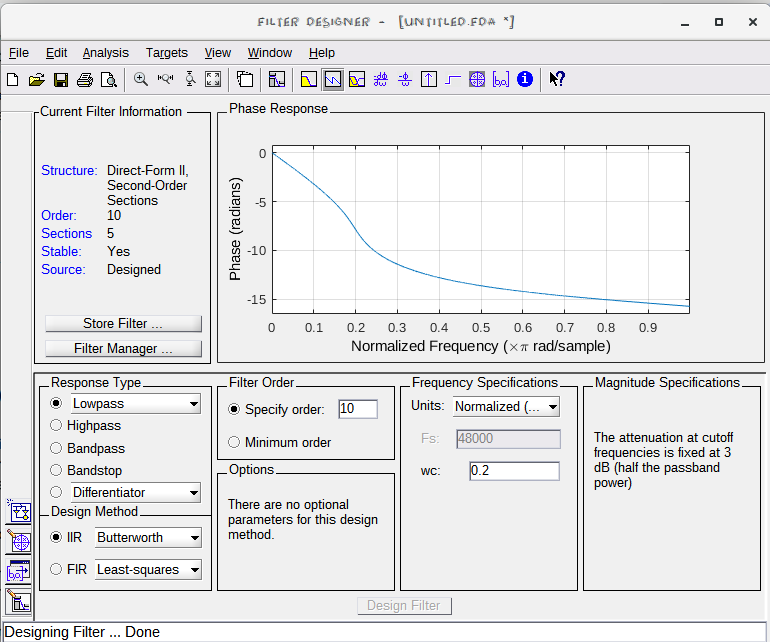 FILTER DESIGNER - [UNTITLED.FDA *]
File Edit Analysis Targets View Window Help
Current Filter Information
Structure: Direct-Form II,
Second-Order
Sections
Order: 10
Sections 5
Stable: Yes
Source: Designed
Store Filter ...
Filter Manager ...
Phase Response
Phase (radians)
0
-5
-10
-15
0 0.1 0.2 0.3 0.4 0.5 0.6 0.7 0.8 0.9
Normalized Frequency (×π rad/sample)
Response Type
Lowpass
Highpass
Bandpass
Bandstop
Differentiator
Design Method
IIR Butterworth
FIR Least-squares
Filter Order
Specify order: 10
Minimum order
Options
There are no optional
parameters for this design
method.
Frequency Specifications
Units: Normalized (...
Fs: 48000
wc: 0.2
Magnitude Specifications
The attenuation at cutoff
frequencies is fixed at 3
dB (half the passband
power)
Design Filter
Designing Filter ... Done